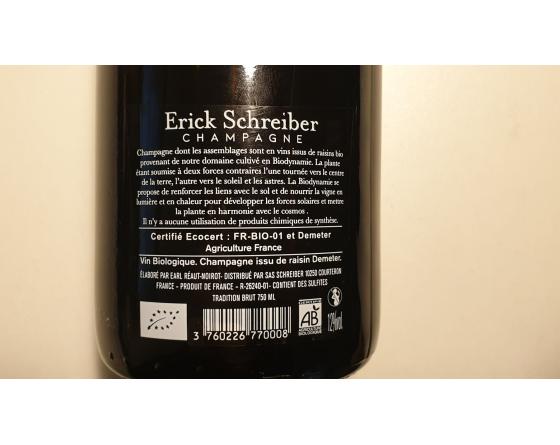 Erick Schreiber
CHAMPAGNE
Champagne dont les assemblages sont en vins issus de raisins bio
provenant de notre domaine cultivé en Biodynamie. La plante
étant soumise à deux forces contraires l'une tournée vers le centre
de la terre, l'autre vers le soleil et les astres. La Biodynamie se
propose de renforcer les liens avec le sol et de nourrir la vigne en
lumière et en chaleur pour développer les forces solaires et mettre
la plante en harmonie avec le cosmos .
Il n'y a aucune utilisation de produits chimiques de synthèse.
Certifié Ecocert : FR-BIO-01 et Demeter
Agriculture France
Vin Biologique. Champagne issu de raisin Demeter.
ÉLABORÉ PAR EARL RÉAUT-NOIROT- DISTRIBUÉ PAR SAS SCHREIBER 10250 COURTERON
FRANCE - PRODUIT DE FRANCE - R-26240-01- CONTIENT DES SULFITES
TRADITION BRUT 750 ML
3 760226 770008
CERTIFIÉ
AB
AGRICULTURE
BIOLOGIQUE
12%vol